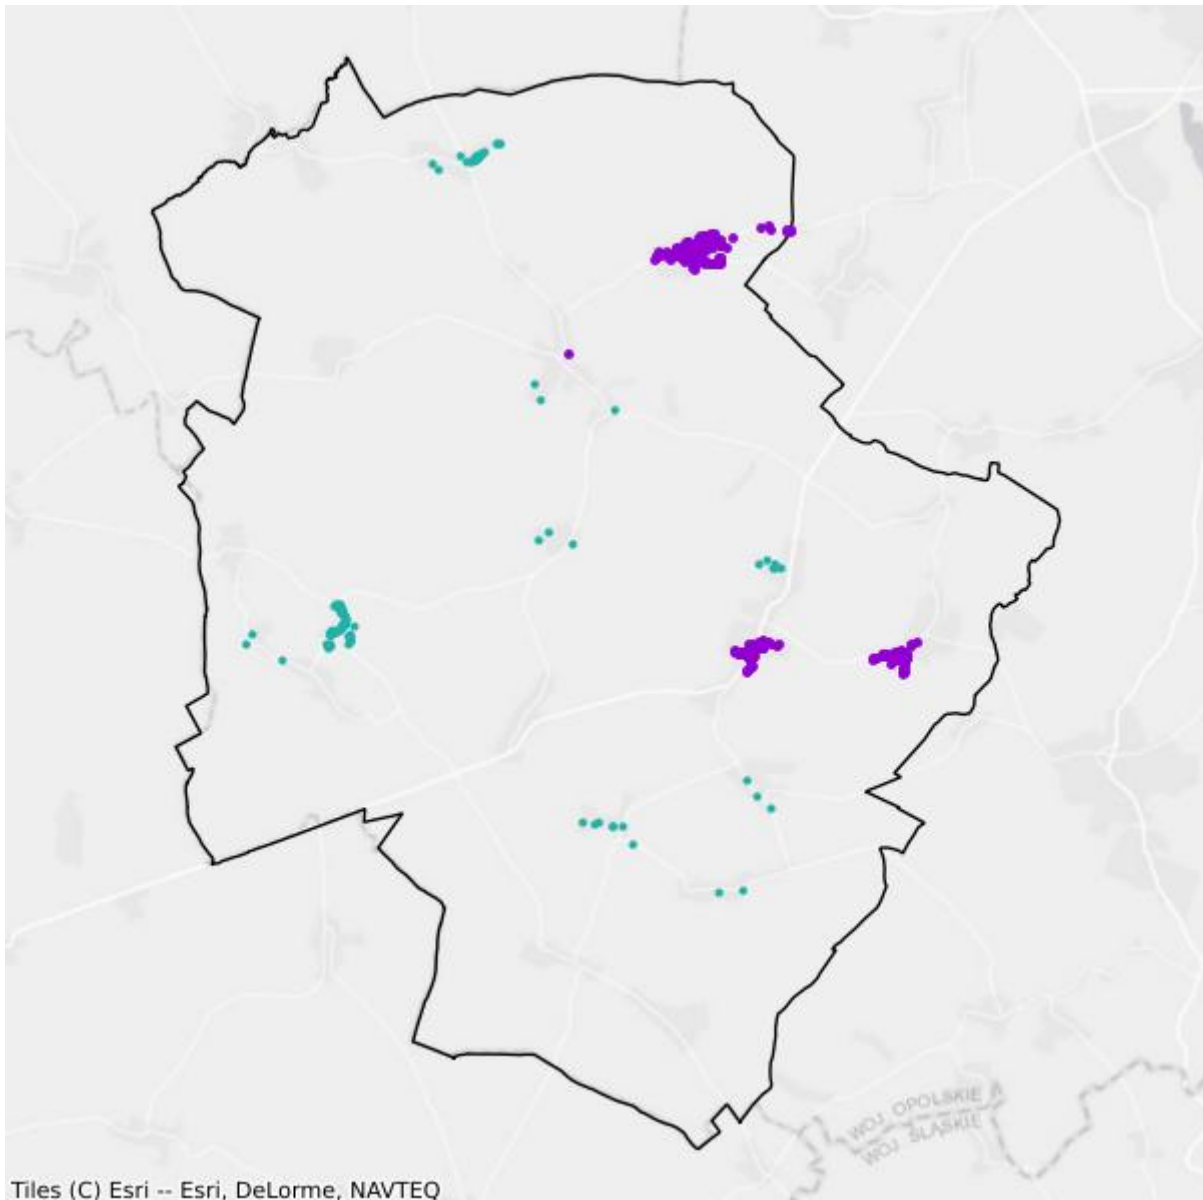 WOJ. OPOLSKIE
WOJ. ŚLĄSKIE
Tiles (C) Esri -- Esri, DeLorme, NAVTEQ